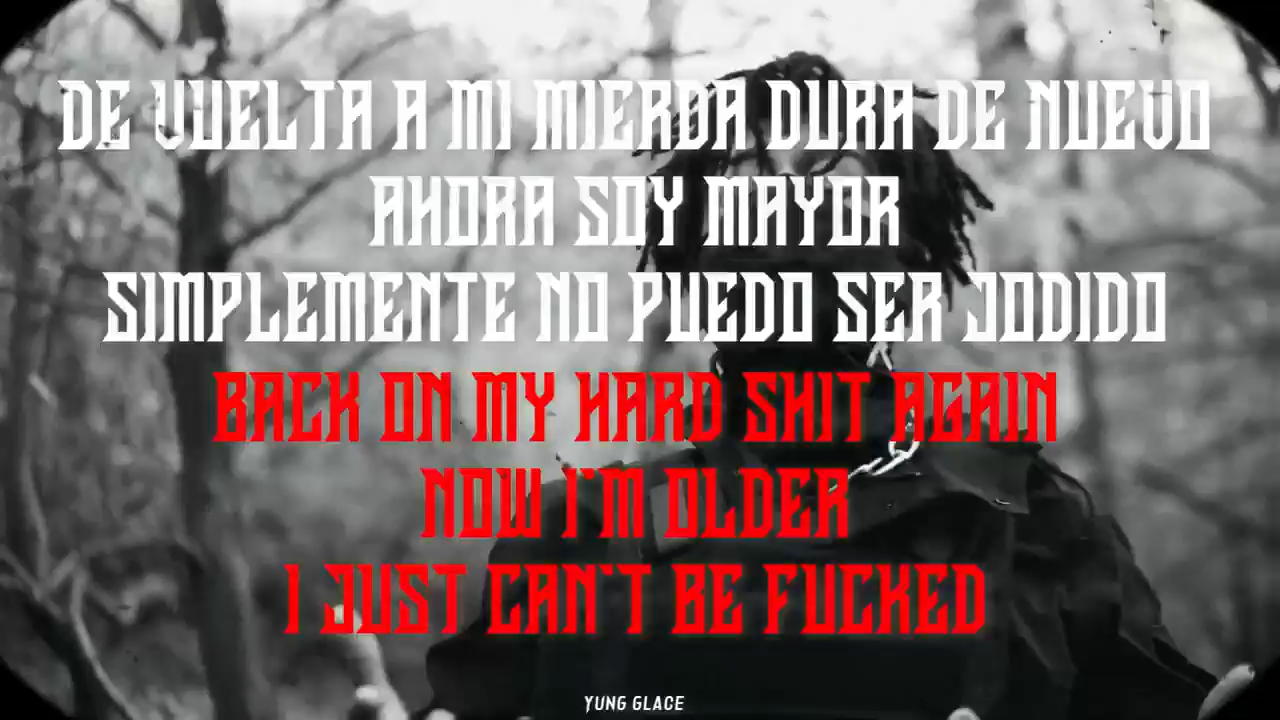 DE VUELTA A MI MIERDA DURA DE NUEVO
AHORA SOY MAYOR
SIMPLEMENTE NO PUEDO SER JODIDO
BACK ON MY HARD SHIT AGAIN
NOW I'M OLDER
I JUST CAN'T BE FUCKED
YUNG GLACE